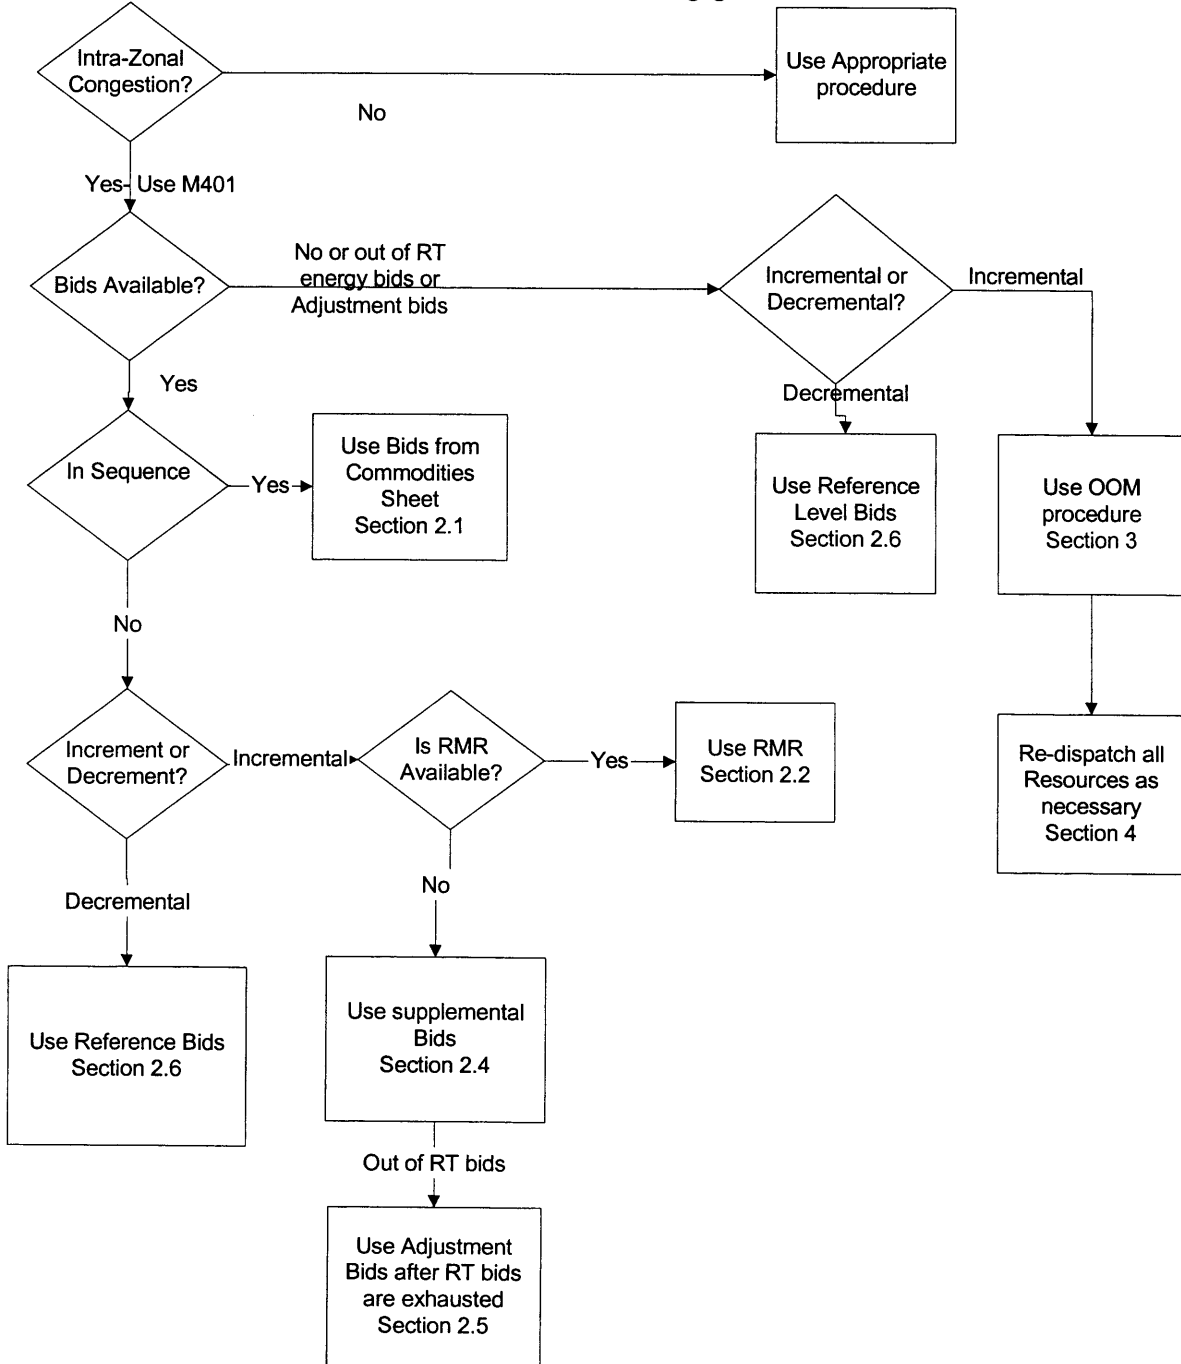 Intra-Zonal
Congestion?
Use Appropriate
procedure
No
Yes- Use M401
Bids Available?
No or out of RT
energy bids or
Adjustment bids
Incremental or
Decremental?
Incremental
Yes
Decremental
In Sequence
Yes
Use Bids from
Commodities
Sheet
Section 2.1
Use Reference
Level Bids
Section 2.6
Use OOM
procedure
Section 3
No
Increment or
Decrement?
Incremental
Is RMR
Available?
Yes
Use RMR
Section 2.2
Re-dispatch all
Resources as
necessary
Section 4
No
Decremental
Use Reference Bids
Section 2.6
Use supplemental
Bids
Section 2.4
Out of RT bids
Use Adjustment
Bids after RT bids
are exhausted
Section 2.5